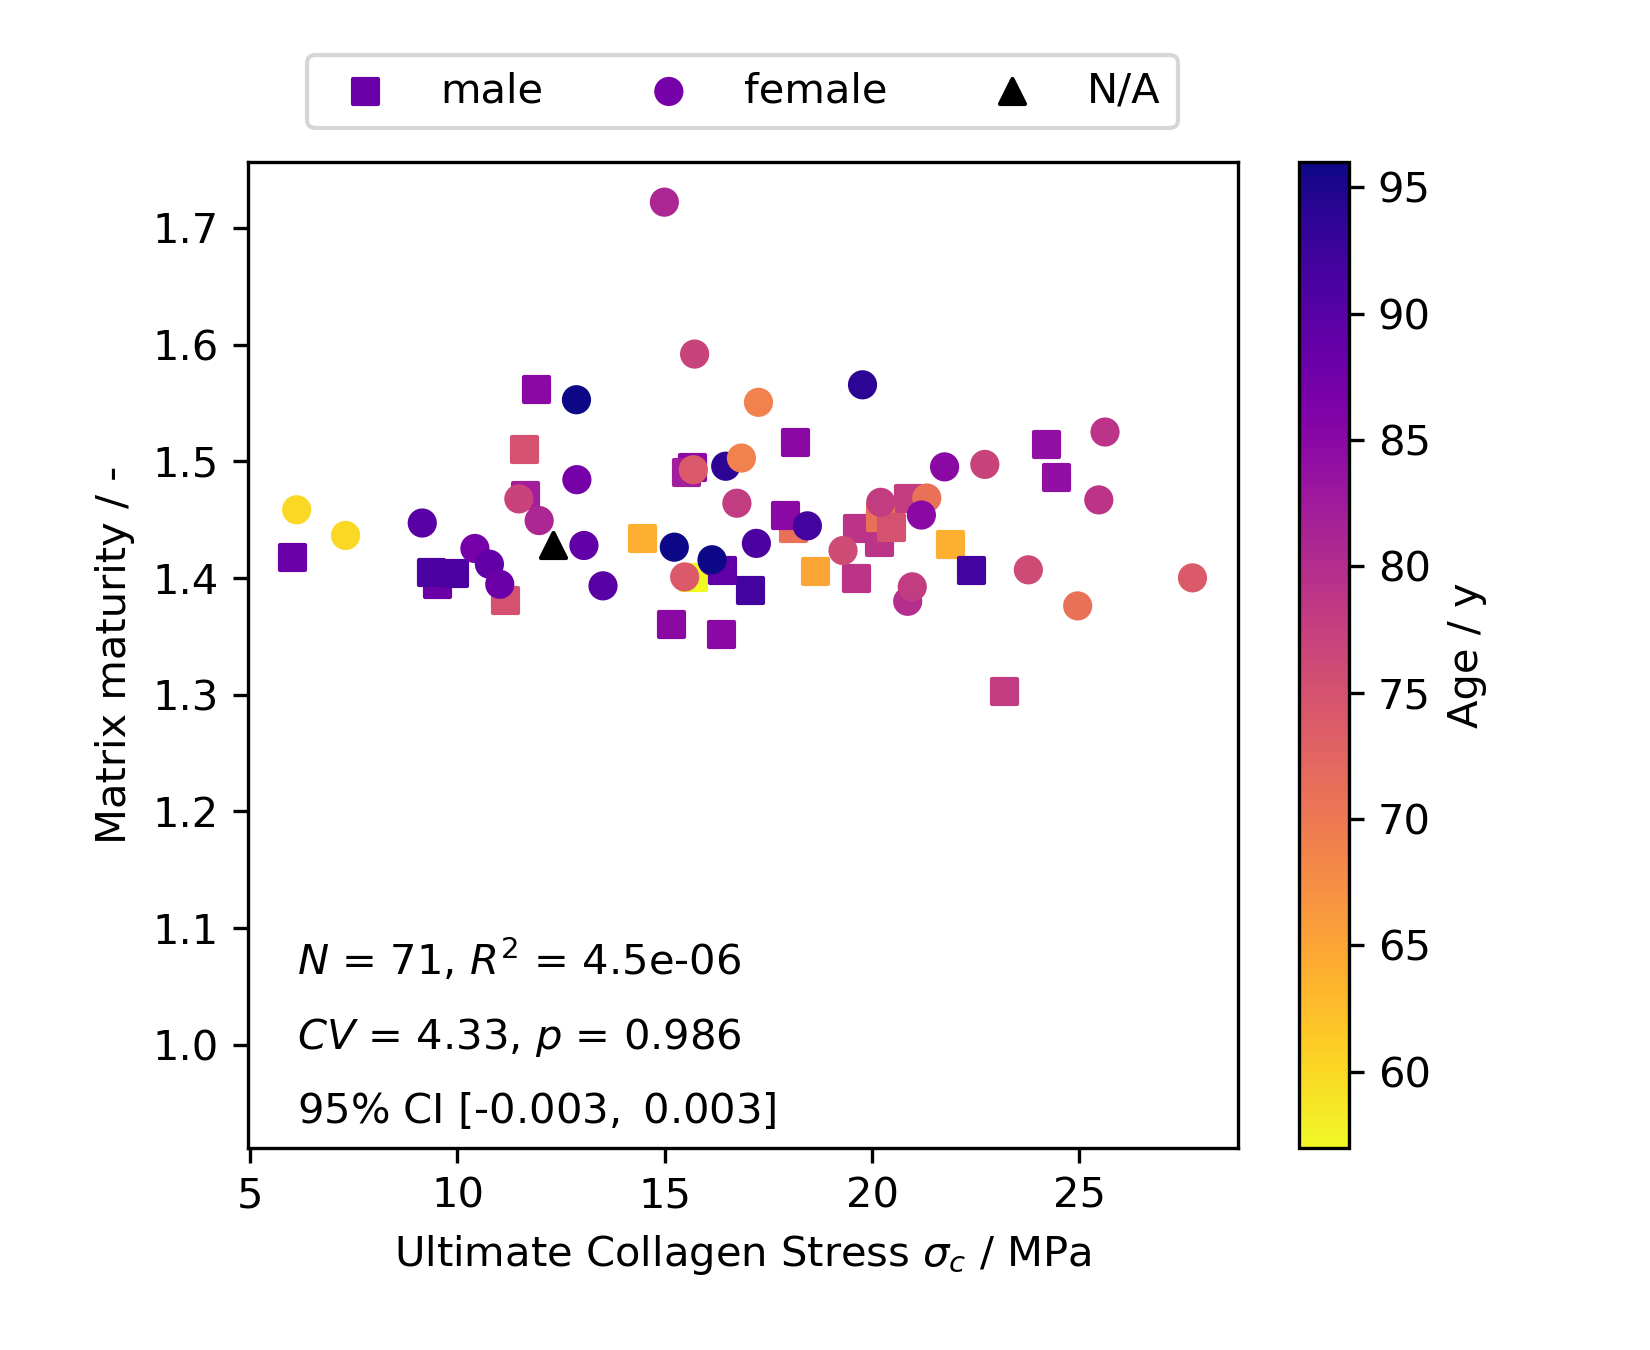 male female N/A
1.7
1.6
1.5
1.4
1.3
1.2
1.1
1.0
Matrix maturity / -
N = 71, R² = 4.5e-06
CV = 4.33, p = 0.986
95% CI [-0.003, 0.003]
5 10 15 20 25
Ultimate Collagen Stress σc / MPa
95
90
85
80
75
70
65
60
Age / y